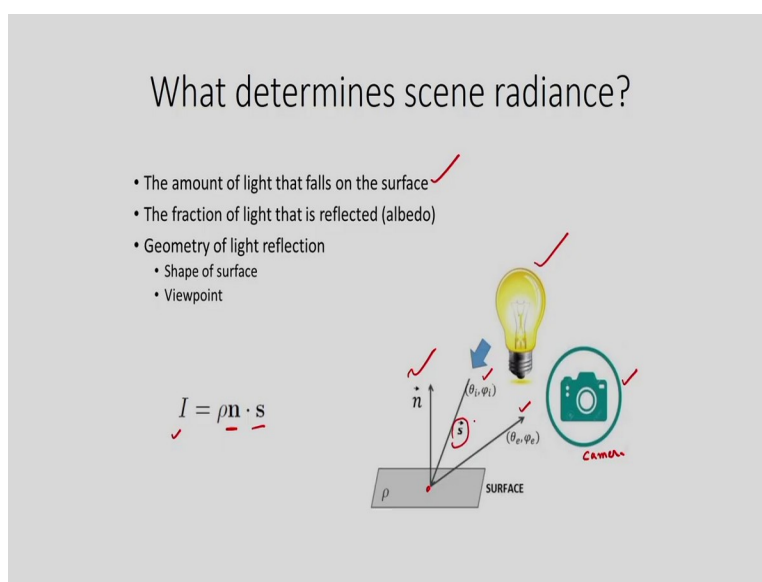 What determines scene radiance?
• The amount of light that falls on the surface
• The fraction of light that is reflected (albedo)
• Geometry of light reflection
• Shape of surface
• Viewpoint
I = ρn · s
n
(θi,φi)
s
(θe,φe)
camera
ρ
SURFACE